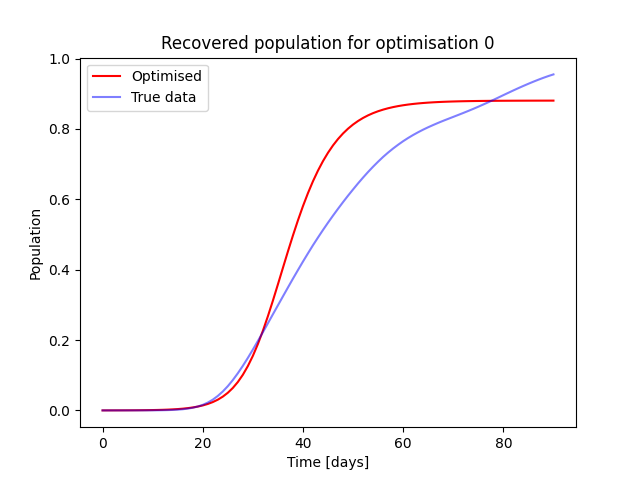 Recovered population for optimisation 0
Optimised
True data
1.0
0.8
0.6
0.4
0.2
0.0
Population
0
20
40
60
80
Time [days]